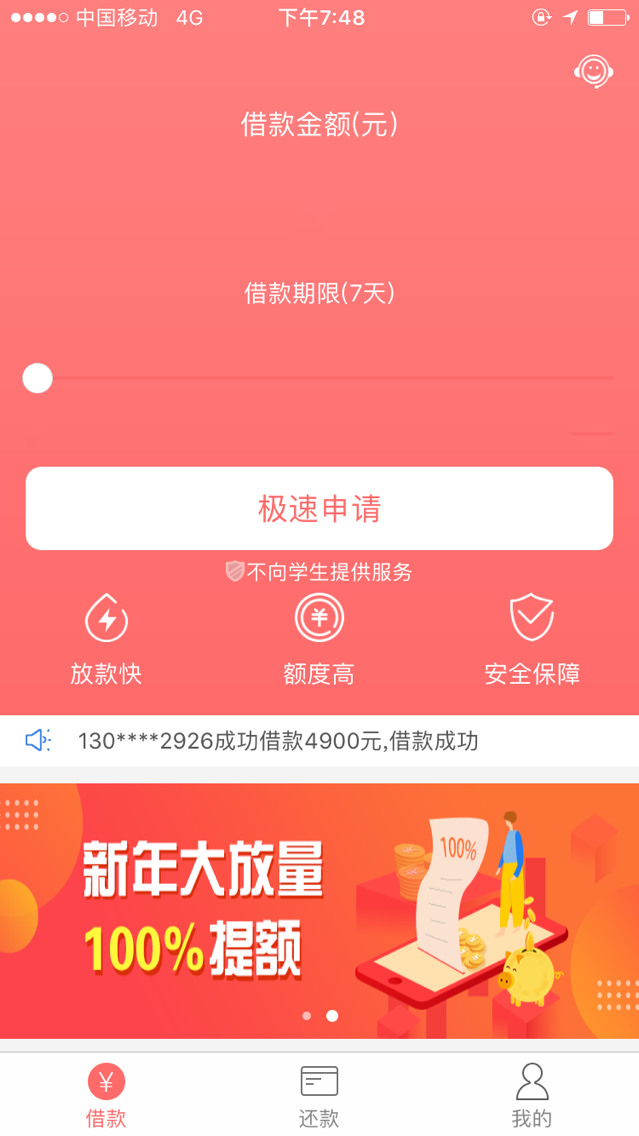 中国移动 4G 下午7:48
借款金额(元)
借款期限(7天)
极速申请
不向学生提供服务
放款快 额度高 安全保障
130****2926成功借款4900元,借款成功
新年大放量
100%
100%提额
借款 还款 我的